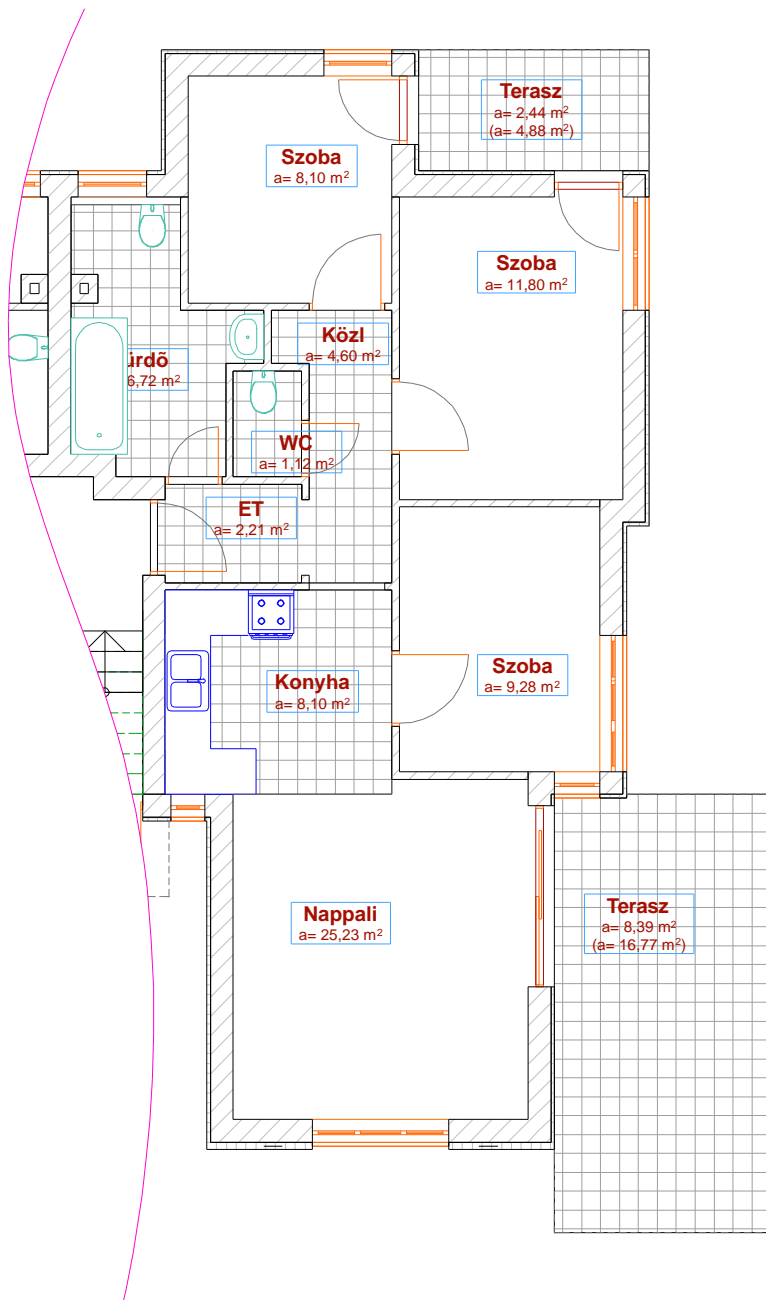 Terasz
a= 2,44 m²
(a= 4,88 m²)
Szoba
a= 8,10 m²
Szoba
a= 11,80 m²
Közl
a= 4,60 m²
ürdõ
6,72 m²
WC
a= 1,12 m²
ET
a= 2,21 m²
Szoba
a= 9,28 m²
Konyha
a= 8,10 m²
Nappali
a= 25,23 m²
Terasz
a= 8,39 m²
(a= 16,77 m²)